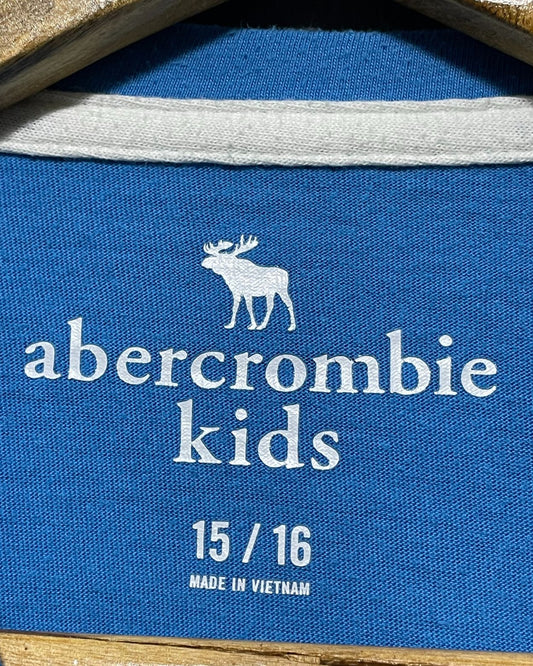 abercrombie
kids
15 / 16
MADE IN VIETNAM